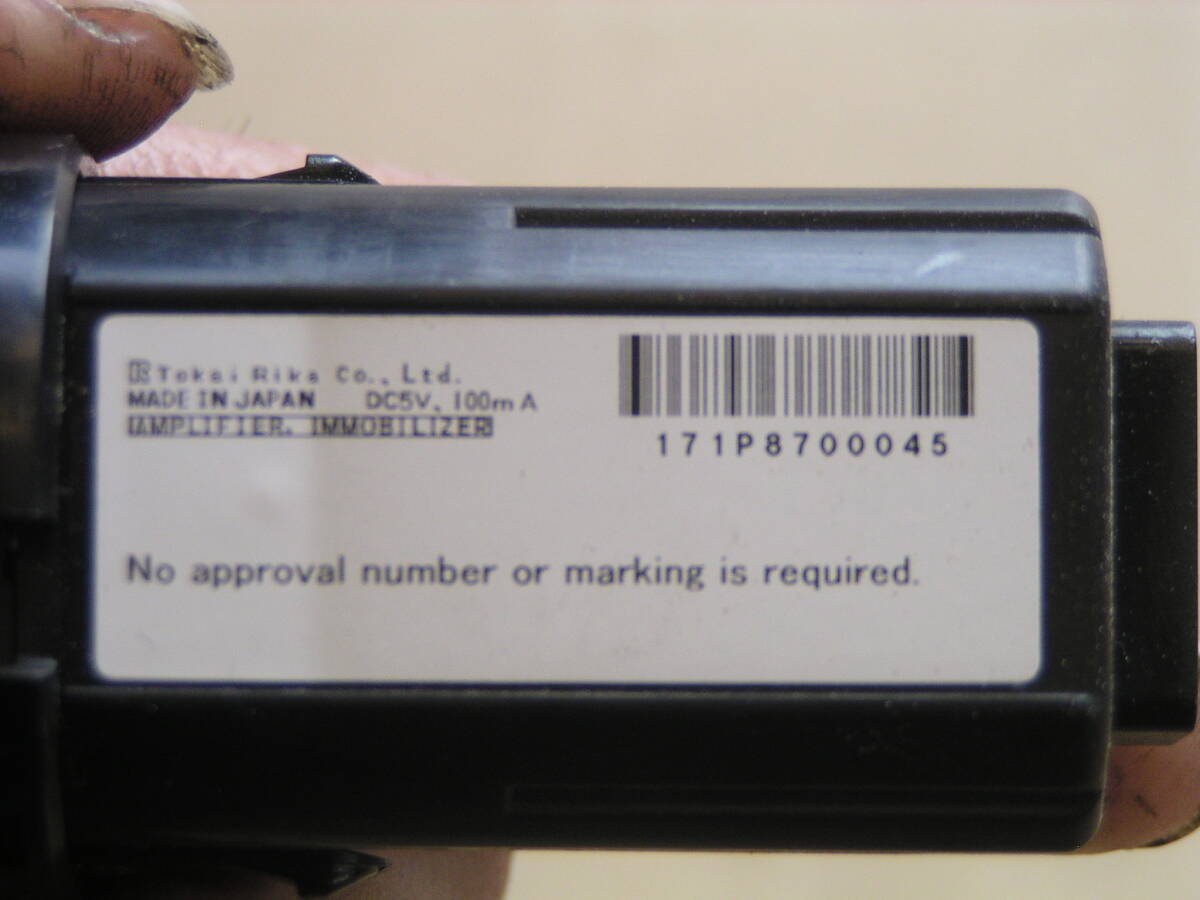 Tokai Rika Co., Ltd.
MADE IN JAPAN DC5V, 100mA
AMPLIFIER, IMMOBILIZER
171P8700045
No approval number or marking is required.